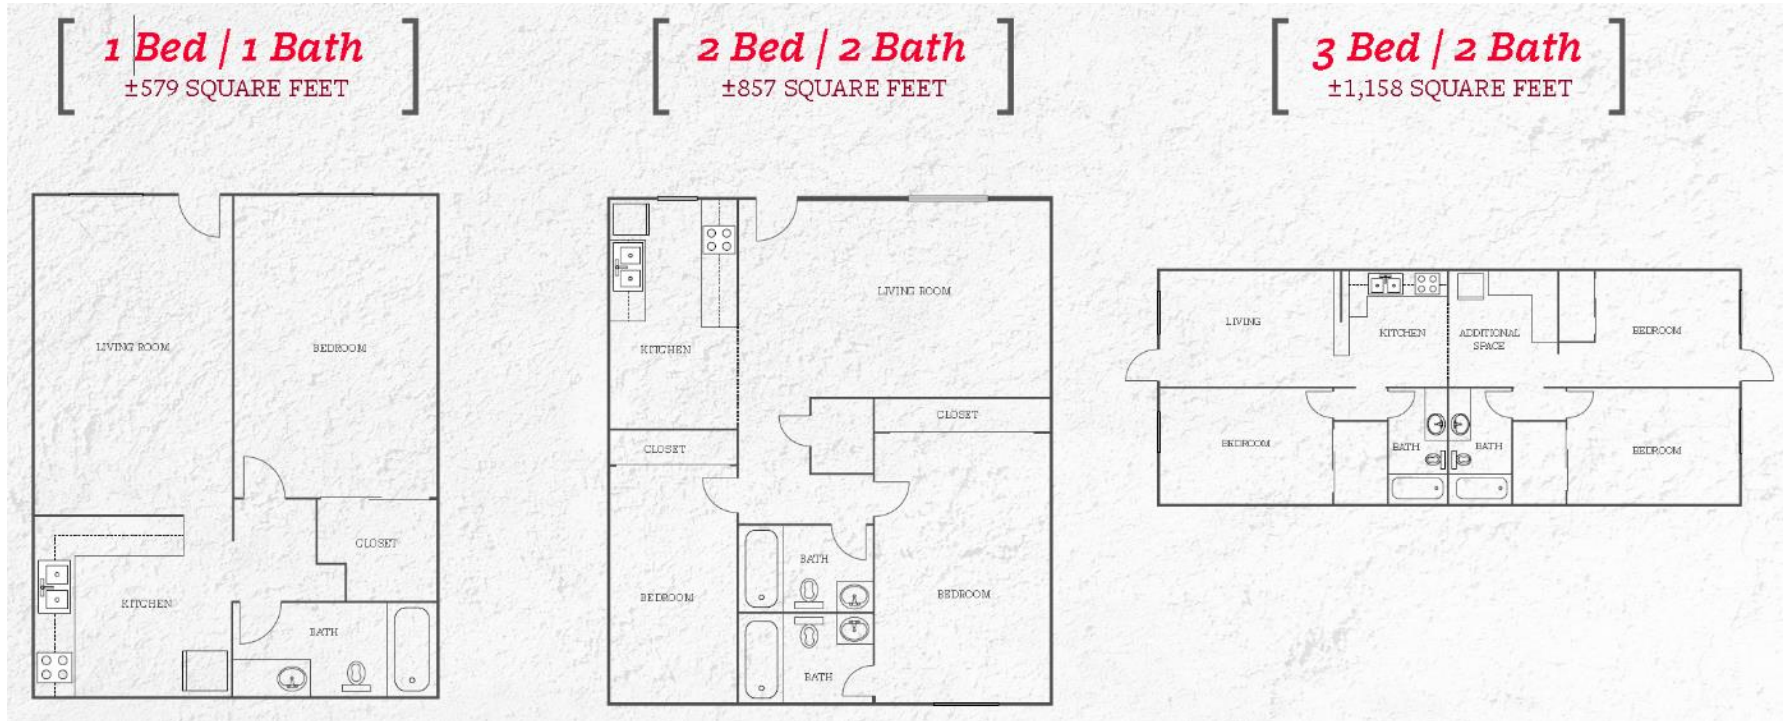 1 Bed | 1 Bath
±579 SQUARE FEET
LIVING ROOM
BEDROOM
CLOSET
KITCHEN
BATH
2 Bed | 2 Bath
±857 SQUARE FEET
LIVING ROOM
KITCHEN
CLOSET
CLOSET
BATH
BEDROOM
BEDROOM
BATH
3 Bed | 2 Bath
±1,158 SQUARE FEET
LIVING
KITCHEN
ADDITIONAL
SPACE
BEDROOM
BEDROOM
BATH
BATH
BEDROOM